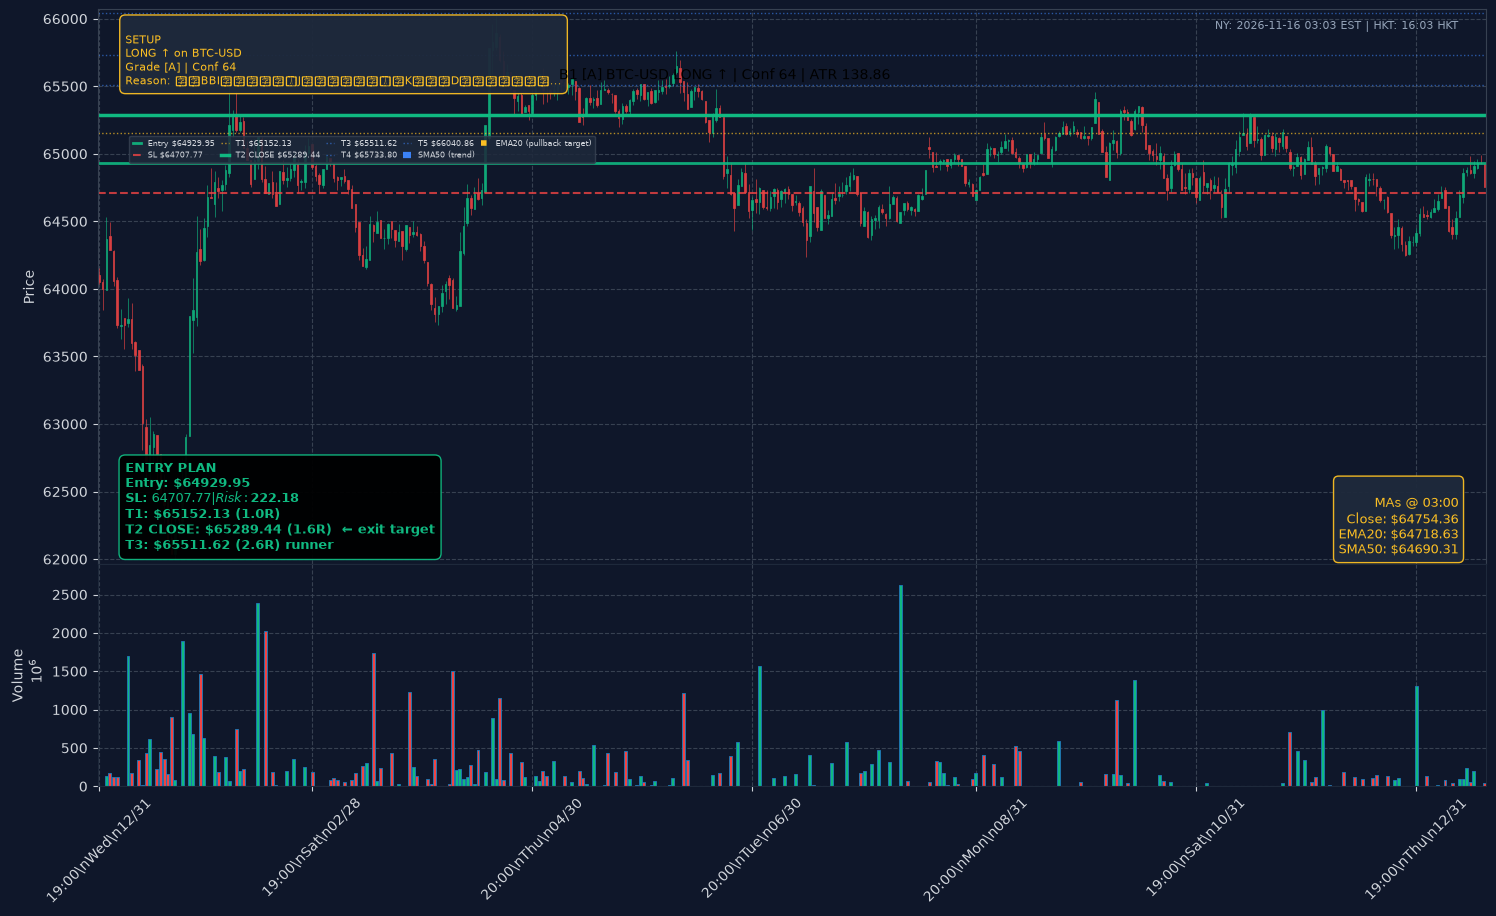 NY: 2026-11-16 03:03 EST | HKT: 16:03 HKT
SETUP
LONG ↑ on BTC-USD
Grade [A] | Conf 64
Reason:
B1 [A] BTC-USD LONG ↑ | Conf 64 | ATR 138.86
Entry $64929.95
T1 $65152.13
T3 $65511.62
T5 $66040.86
EMA20 (pullback target)
SL $64707.77
T2 CLOSE $65289.44
T4 $65733.80
SMA50 (trend)
66000
65500
65000
64500
64000
63500
63000
62500
62000
Price
ENTRY PLAN
Entry: $64929.95
SL: 64707.77|Risk:222.18
T1: $65152.13 (1.0R)
T2 CLOSE: $65289.44 (1.6R) ← exit target
T3: $65511.62 (2.6R) runner
MAs @ 03:00
Close: $64754.36
EMA20: $64718.63
SMA50: $64690.31
2500
2000
1500
1000
500
0
Volume
10⁶
19:00\nWed\n12/31
19:00\nSat\n02/28
20:00\nThu\n04/30
20:00\nTue\n06/30
20:00\nMon\n08/31
19:00\nSat\n10/31
19:00\nThu\n12/31